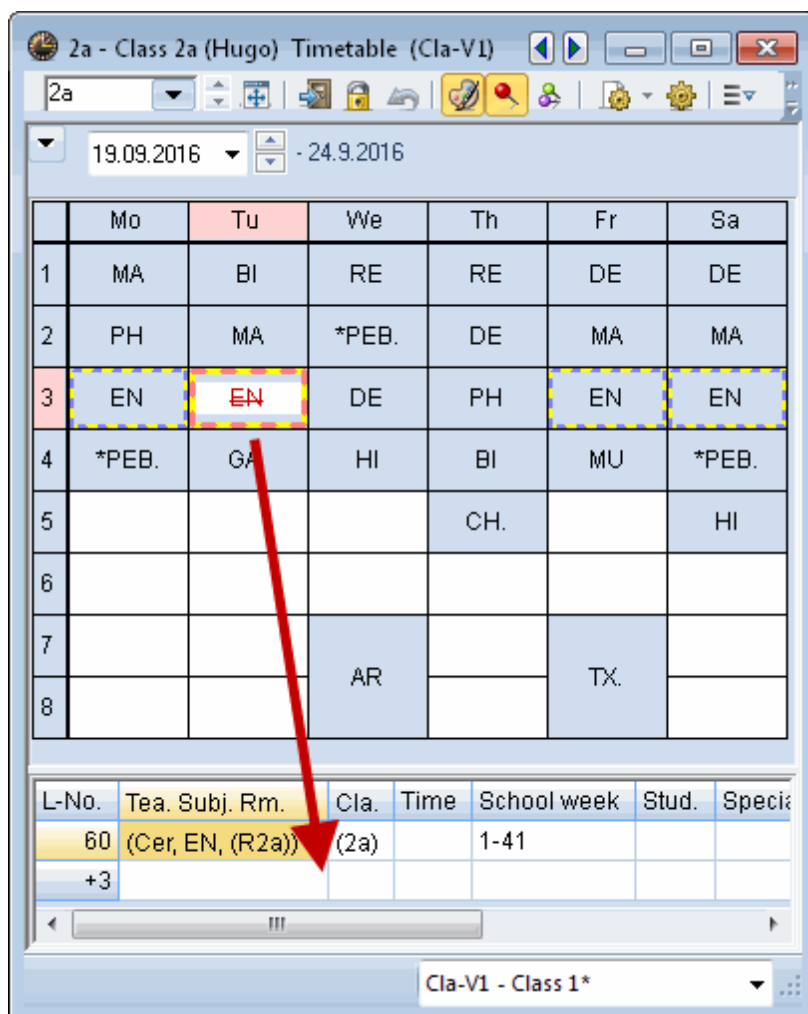 2a - Class 2a (Hugo) Timetable (Cla-V1)
2a
19.09.2016 - 24.9.2016
Mo Tu We Th Fr Sa
1 MA BI RE RE DE DE
2 PH MA *PEB. DE MA MA
3 EN EN DE PH EN EN
4 *PEB. GA HI BI MU *PEB.
5 CH. HI
6
7
AR TX.
8
L-No. Tea. Subj. Rm. Cla. Time School week Stud. Specia
60 (Cer, EN, (R2a)) (2a) 1-41
+3
Cla-V1 - Class 1*